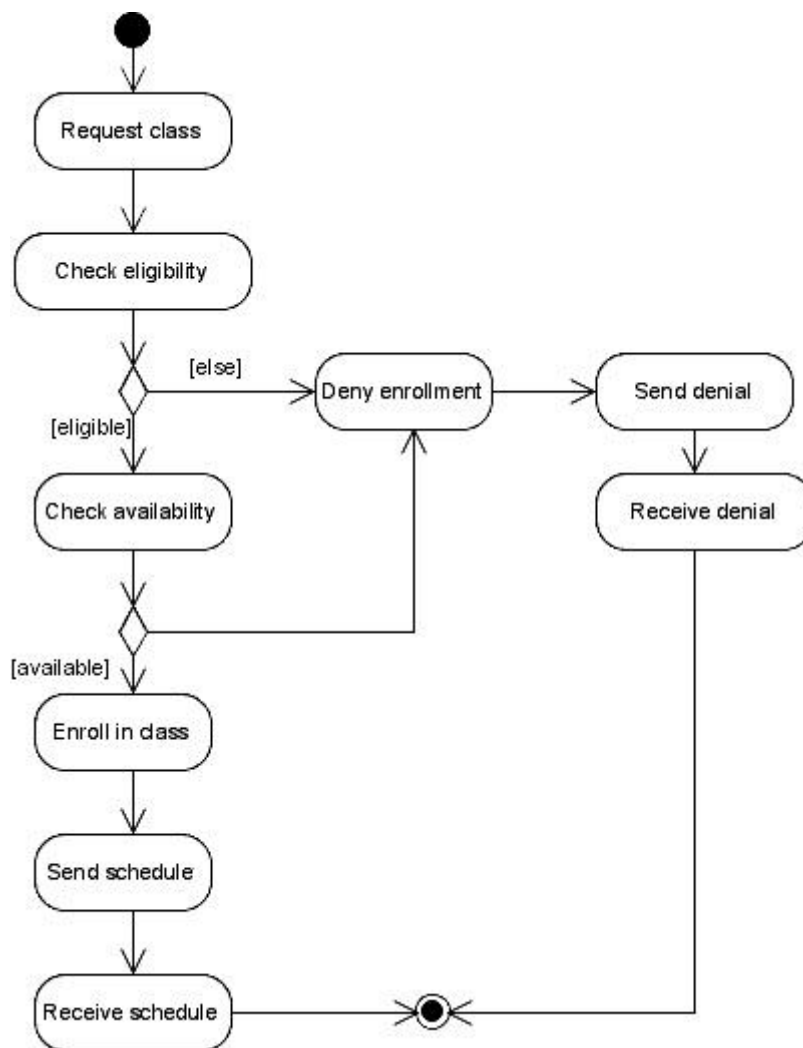 Request class
Check eligibility
[else]
Deny enrollment
Send denial
[eligible]
Check availability
Receive denial
[available]
Enroll in class
Send schedule
Receive schedule